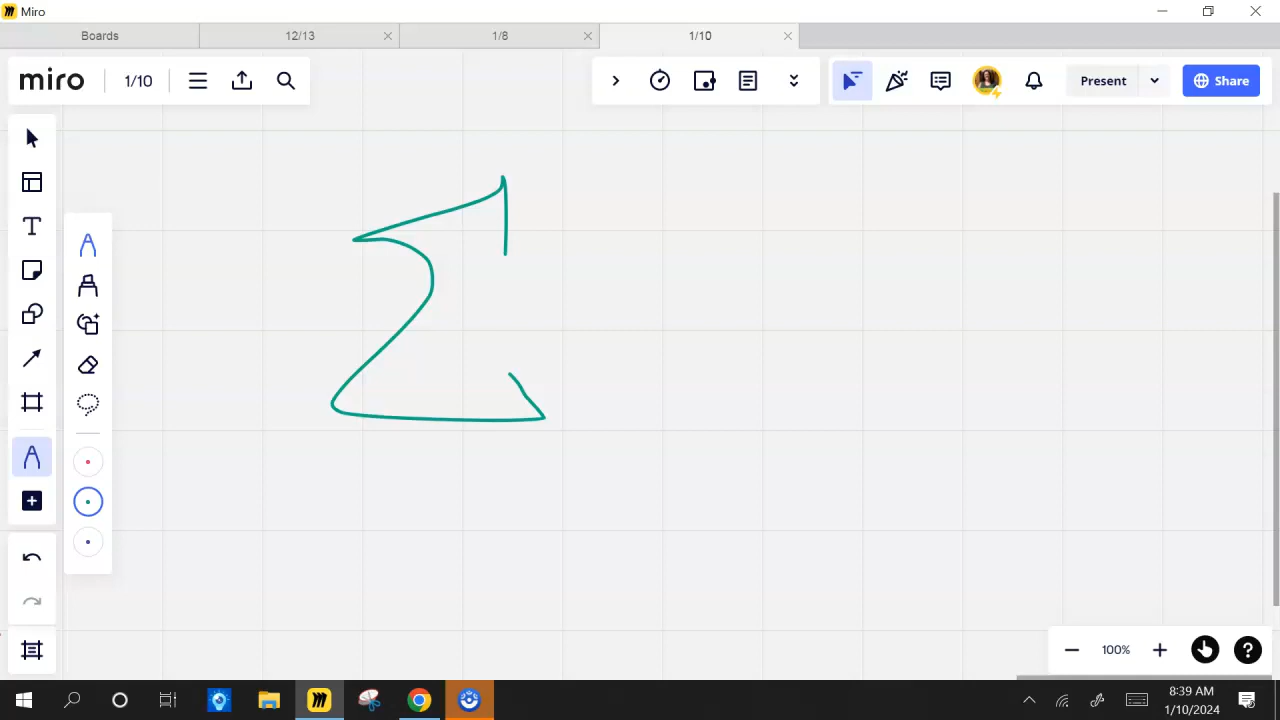 Miro
Boards
12/13
1/8
1/10
miro
1/10
Present
Share
Σ
100%
8:39 AM
1/10/2024